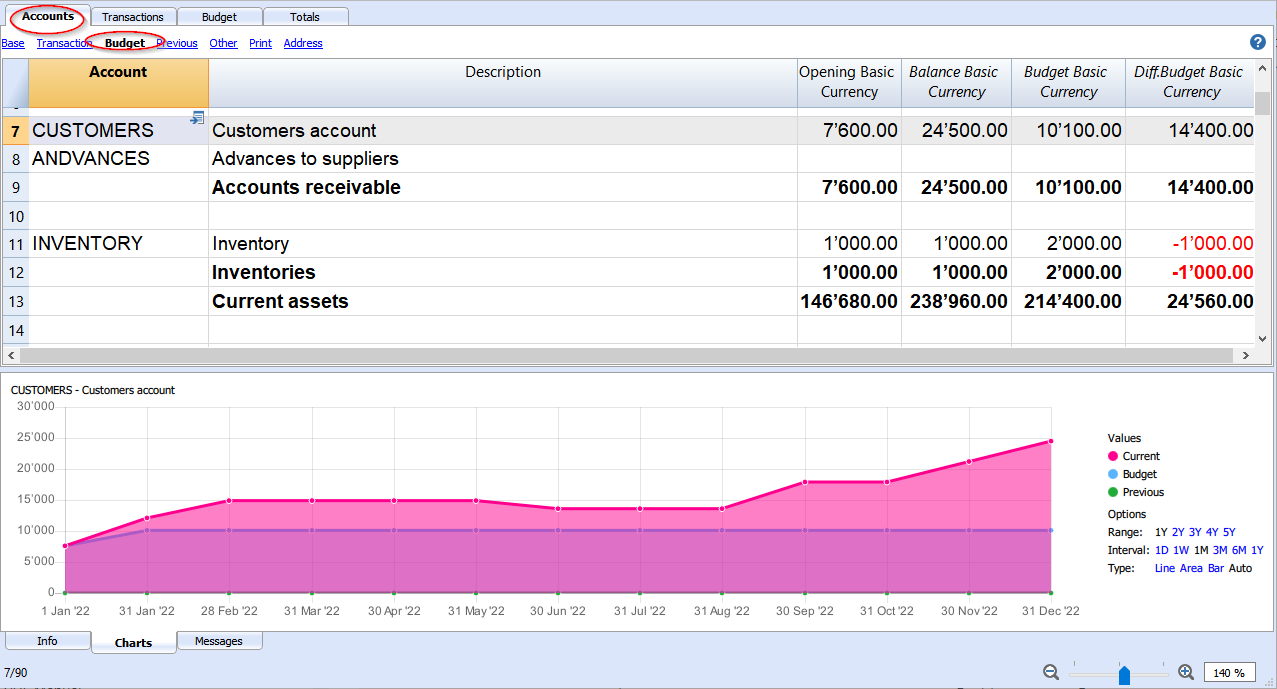 Accounts Transactions Budget Totals
Base Transaction Budget Previous Other Print Address
Account Description Opening Basic Currency Balance Basic Currency Budget Basic Currency Diff.Budget Basic Currency
7 CUSTOMERS Customers account 7’600.00 24’500.00 10’100.00 14’400.00
8 ANDVANCES Advances to suppliers
9 Accounts receivable 7’600.00 24’500.00 10’100.00 14’400.00
10
11 INVENTORY Inventory 1’000.00 1’000.00 2’000.00 -1’000.00
12 Inventories 1’000.00 1’000.00 2’000.00 -1’000.00
13 Current assets 146’680.00 238’960.00 214’400.00 24’560.00
14
CUSTOMERS - Customers account
30’000
25’000
20’000
15’000
10’000
5’000
0
1 Jan '22 31 Jan '22 28 Feb '22 31 Mar '22 30 Apr '22 31 May '22 30 Jun '22 31 Jul '22 31 Aug '22 30 Sep '22 31 Oct '22 30 Nov '22 31 Dec '22
Values
Current
Budget
Previous
Options
Range: 1Y 2Y 3Y 4Y 5Y
Interval: 1D 1W 1M 3M 6M 1Y
Type: Line Area Bar Auto
Info Charts Messages
7/90
140 %